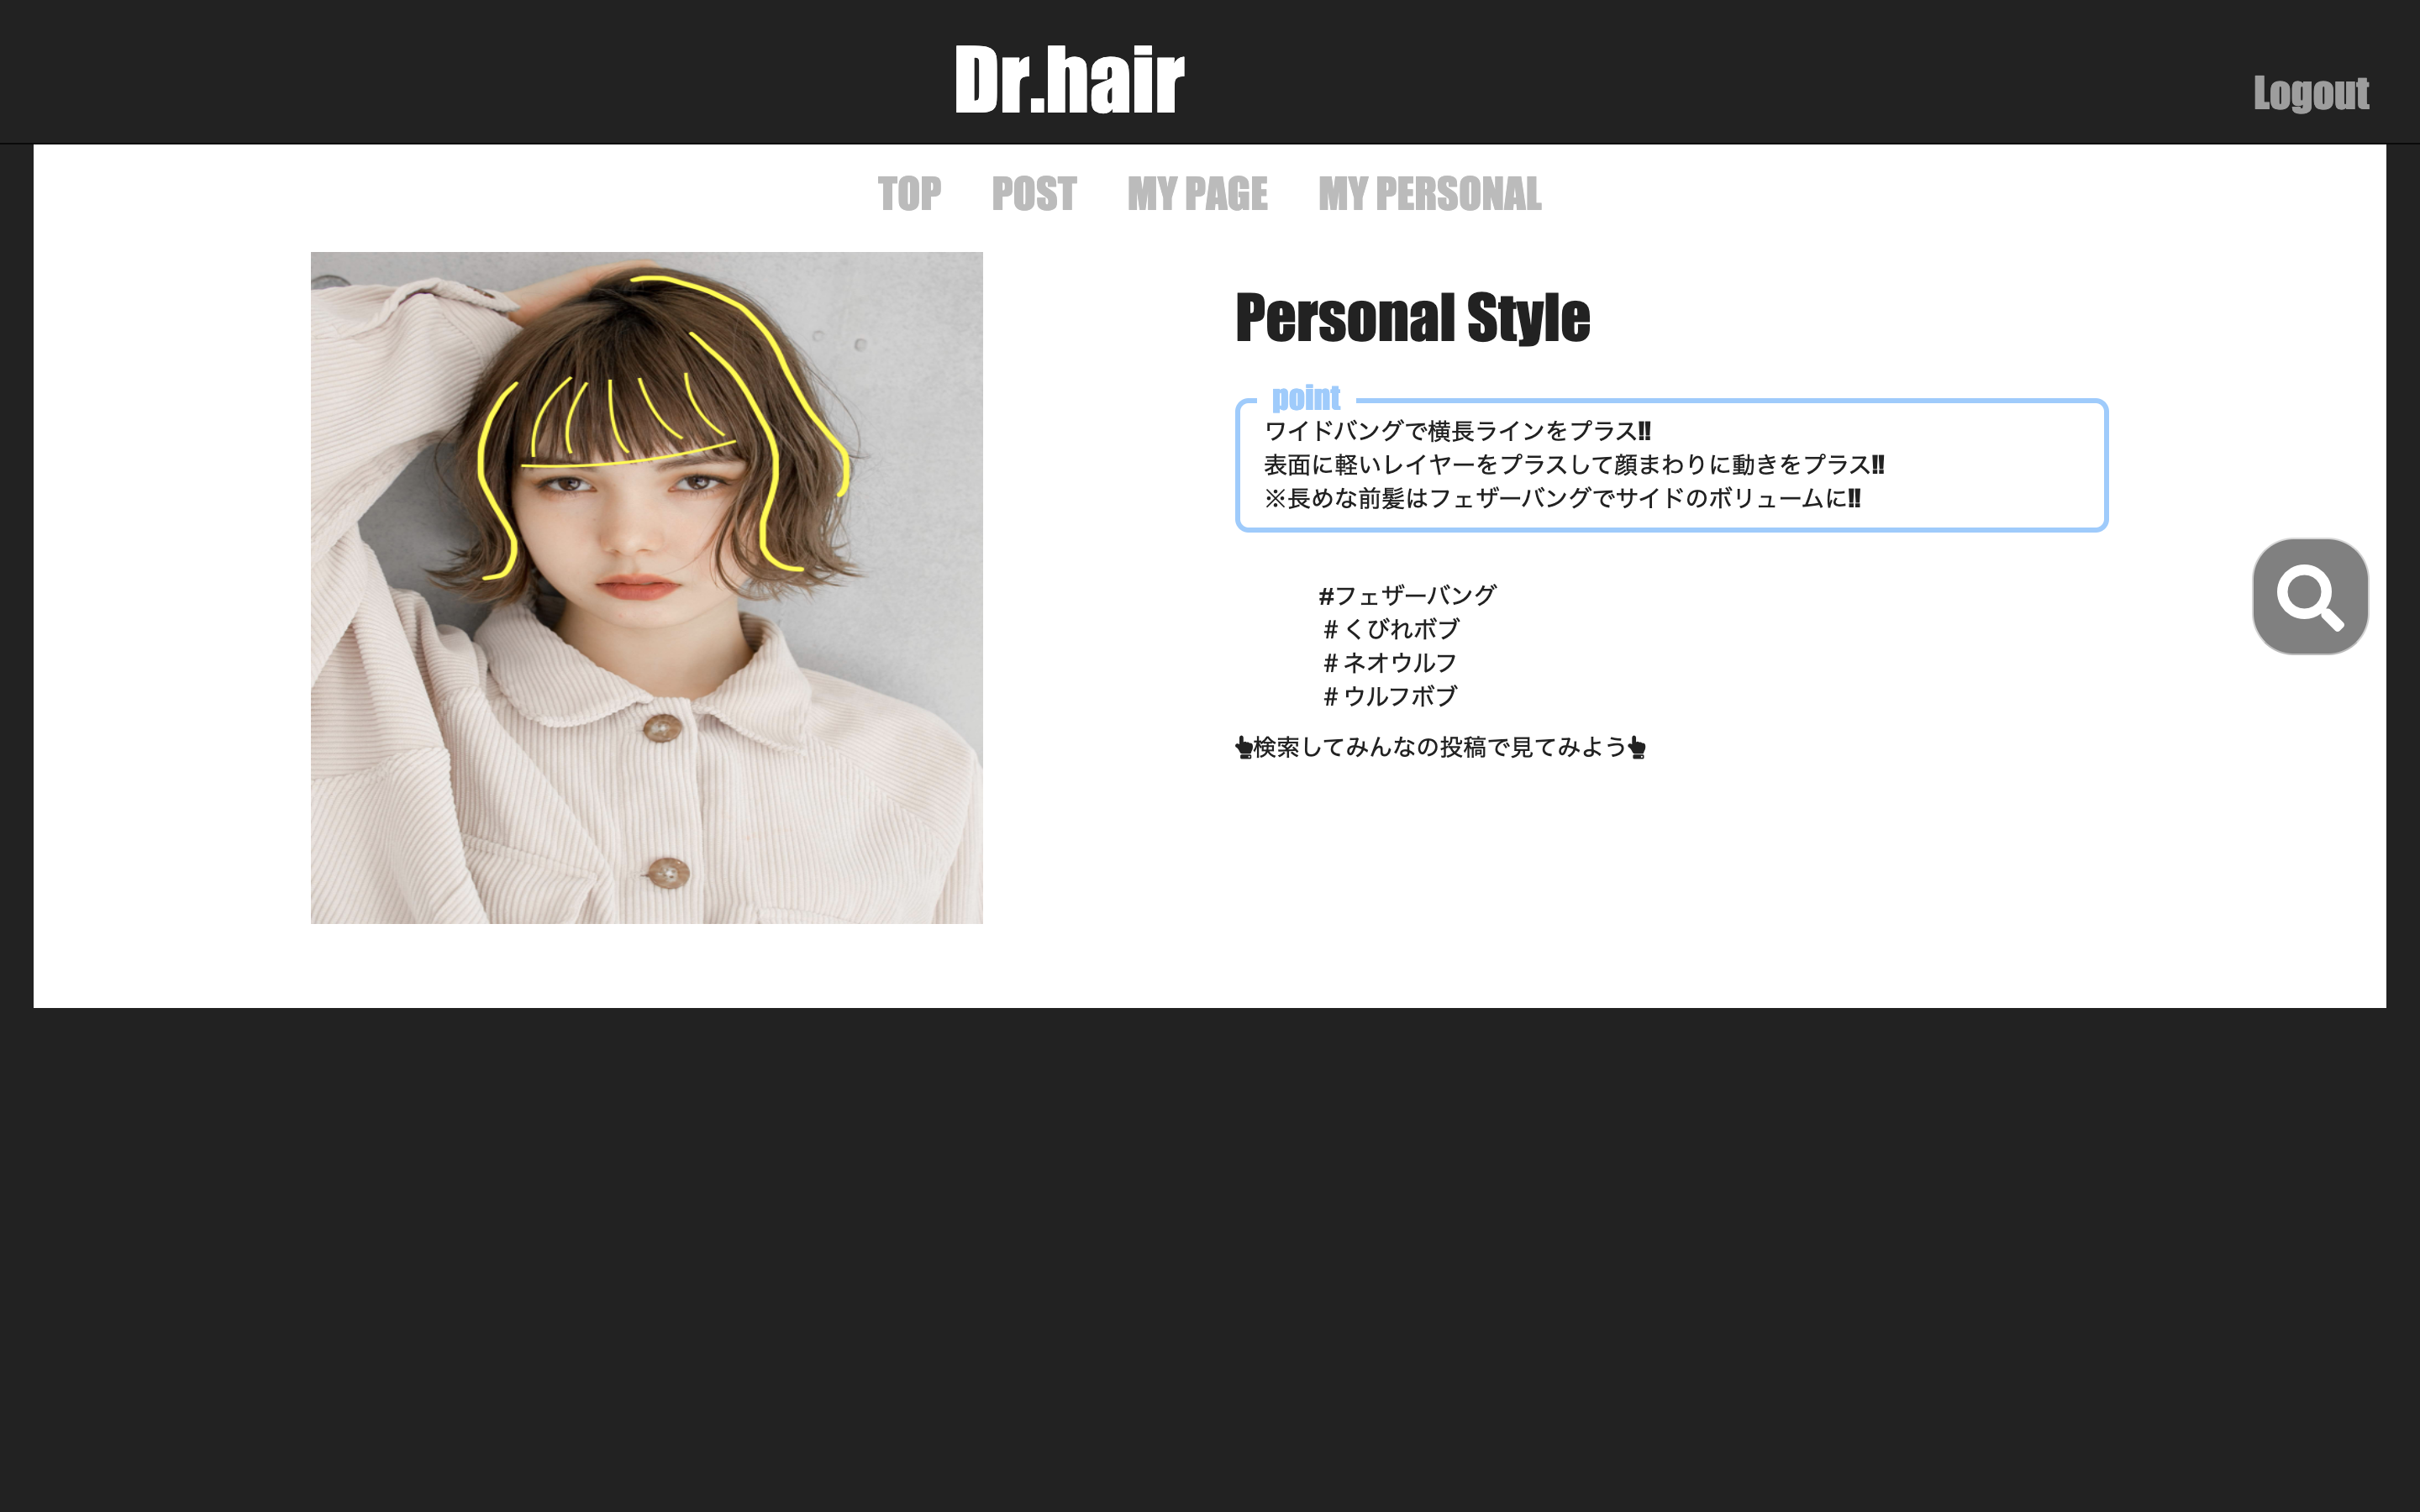 Dr.hair
Logout
TOP POST MY PAGE MY PERSONAL
Personal Style
point
ワイドバングで横長ラインをプラス‼
表面に軽いレイヤーをプラスして顔まわりに動きをプラス‼
※長めな前髪はフェザーバングでサイドのボリュームに‼
#フェザーバング
# くびれボブ
# ネオウルフ
# ウルフボブ
👆検索してみんなの投稿で見てみよう👆